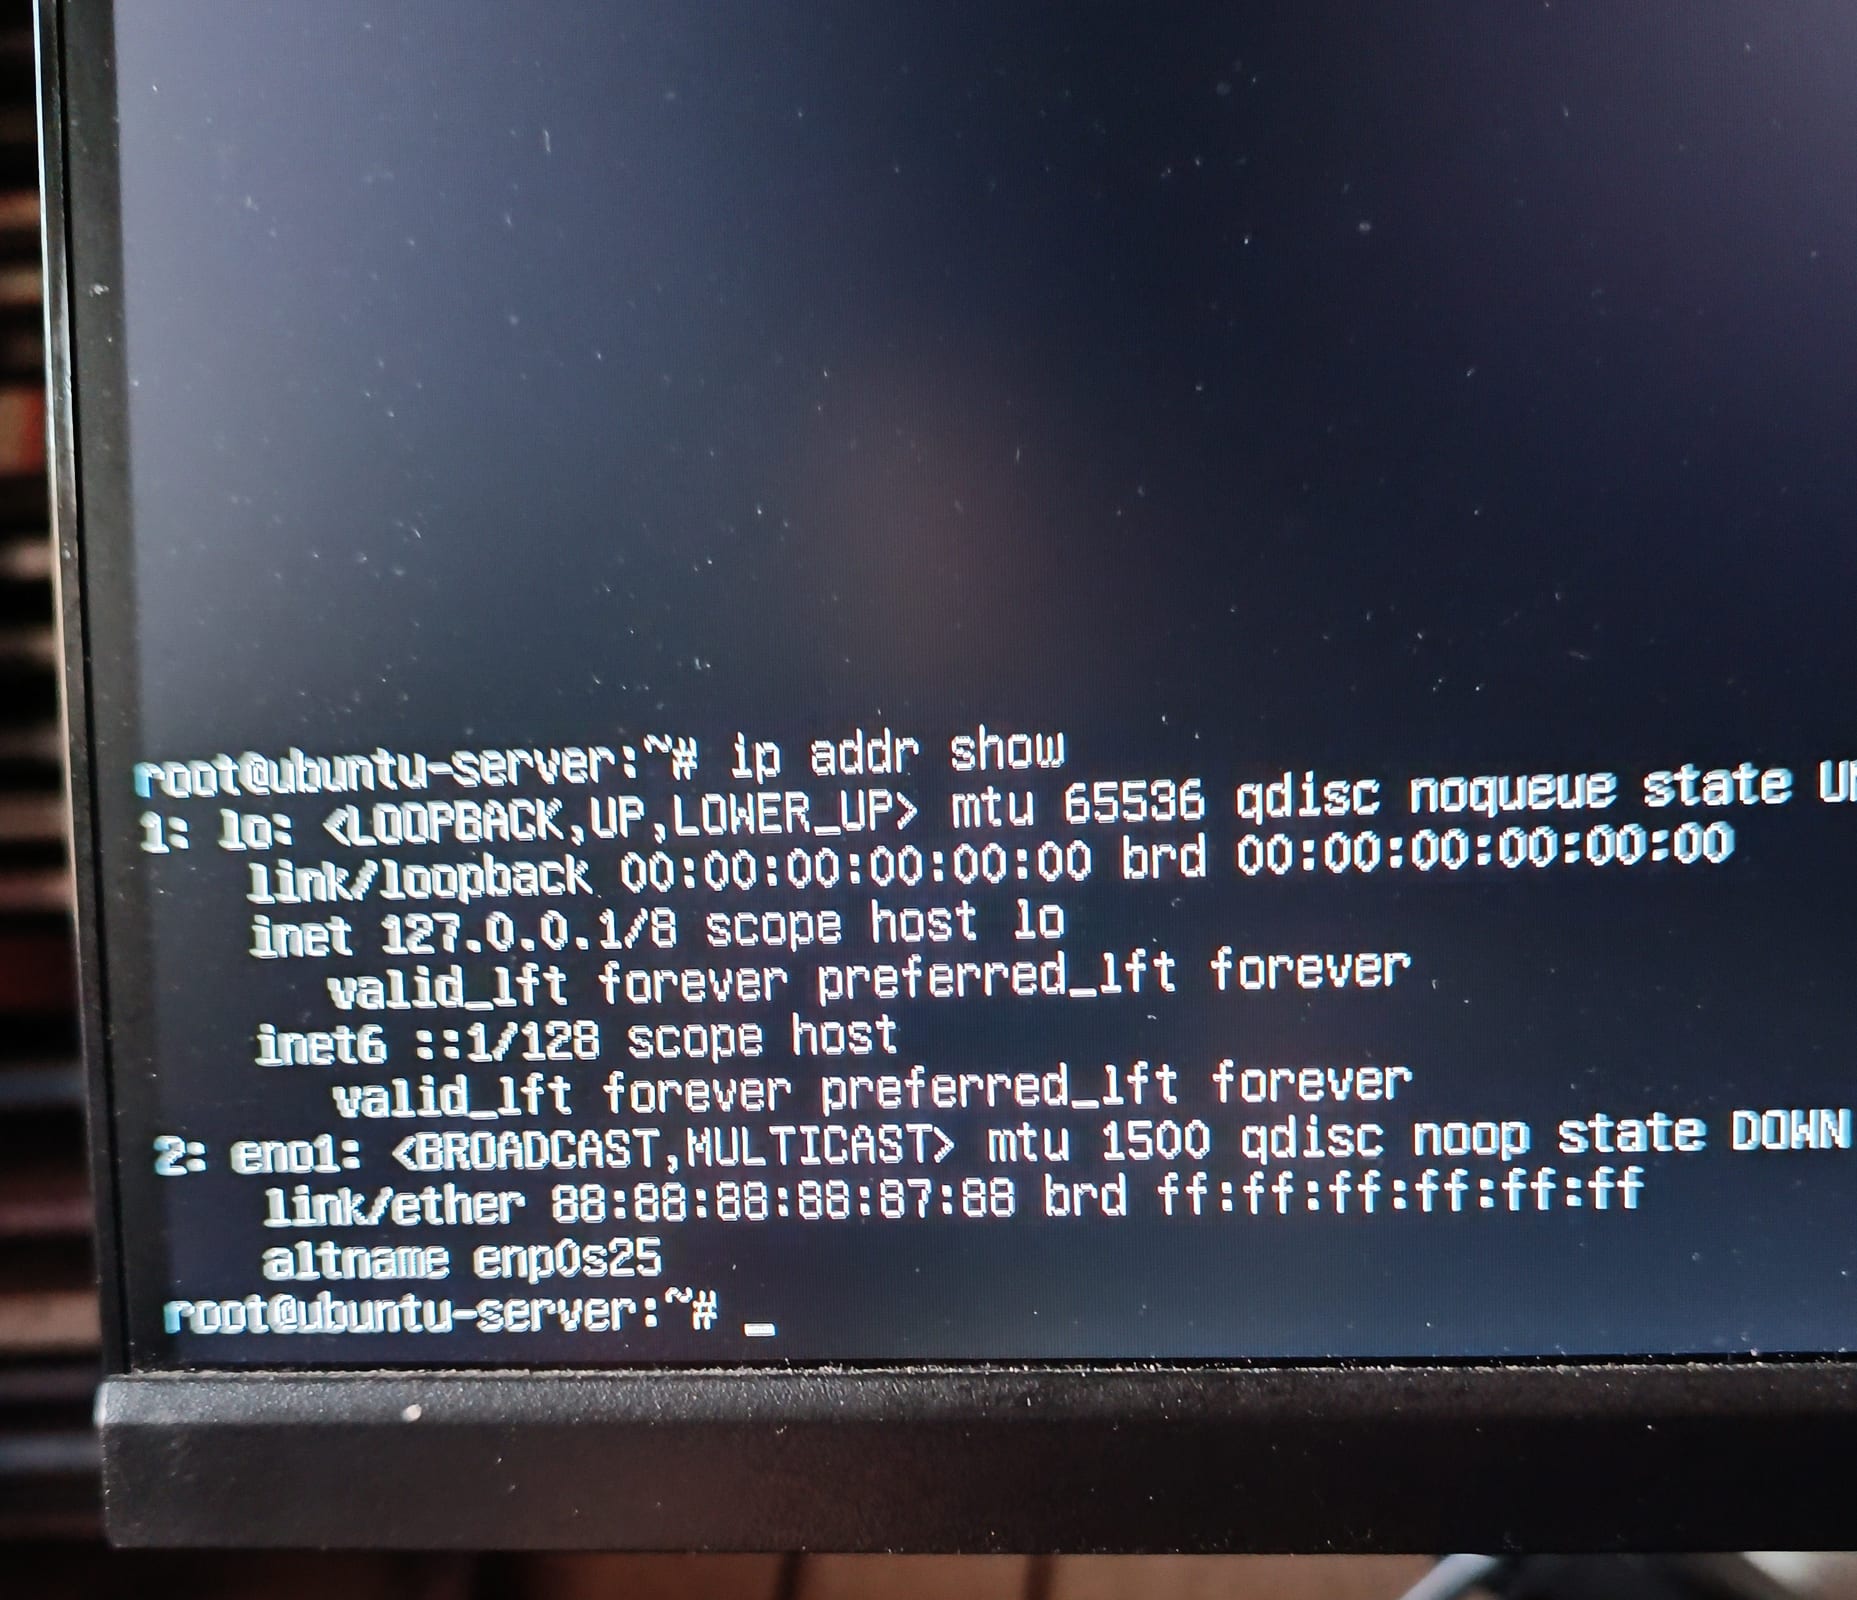 root@ubuntu-server:~# ip addr show
1: lo: <LOOPBACK,UP,LOWER_UP> mtu 65536 qdisc noqueue state
link/loopback 00:00:00:00:00:00 brd 00:00:00:00:00:00
inet 127.0.0.1/8 scope host lo
valid_lft forever preferred_lft forever
inet6 ::1/128 scope host
valid_lft forever preferred_lft forever
2: eno1: <BROADCAST,MULTICAST> mtu 1500 qdisc noop state DOWN
link/ether 88:88:88:88:87:88 brd ff:ff:ff:ff:ff:ff
altname enp0s25
root@ubuntu-server:~# _